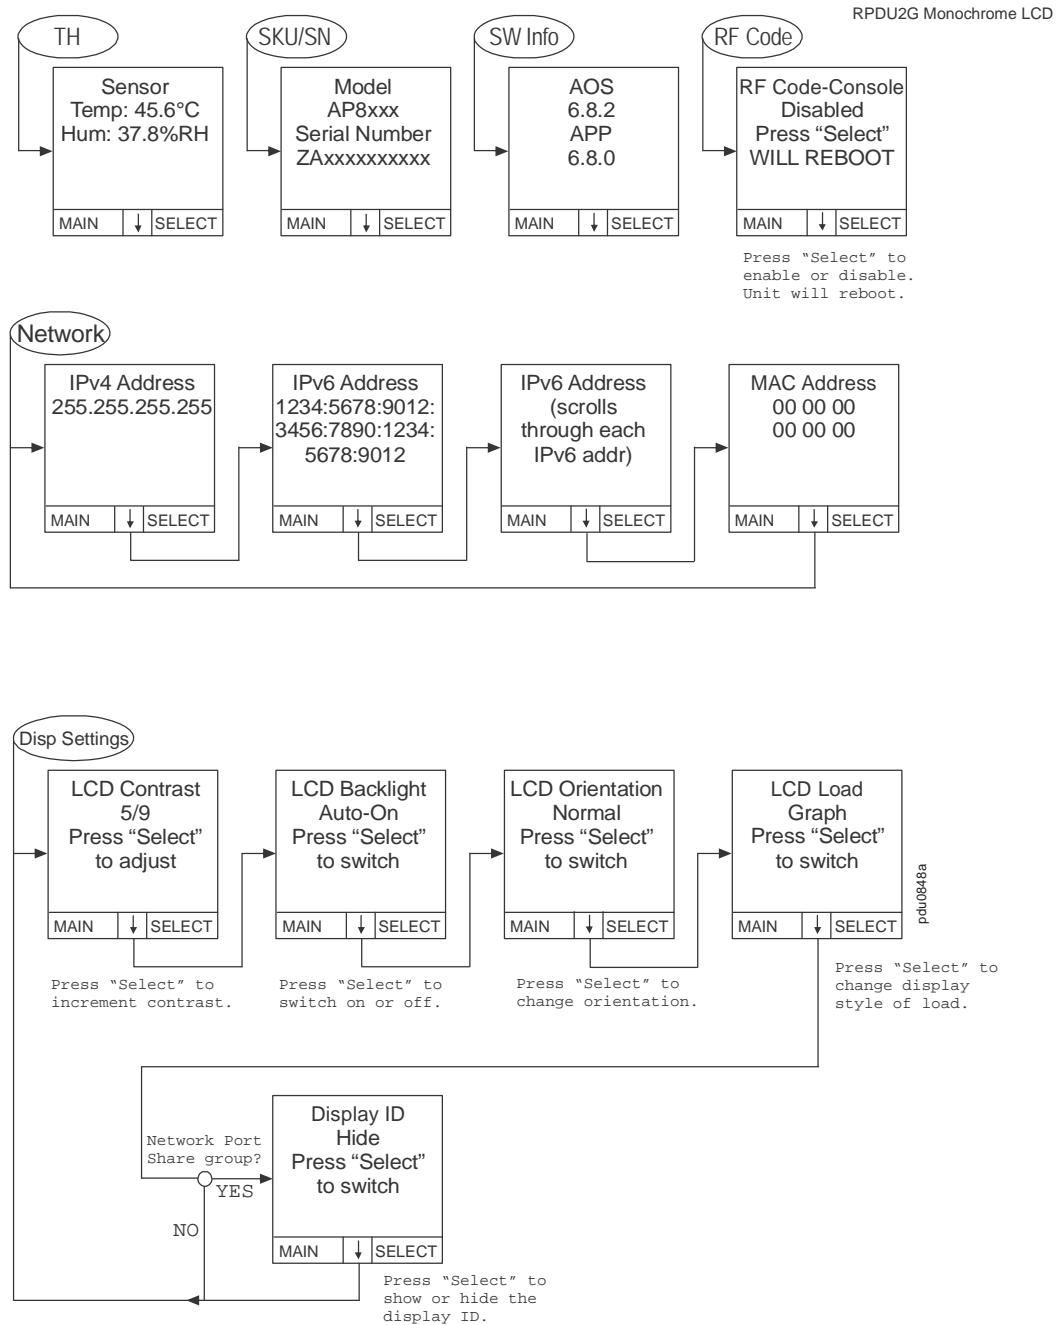 RPDU2G Monochrome LCD
TH
Sensor
Temp: 45.6°C
Hum: 37.8%RH
MAIN ↓ SELECT
SKU/SN
Model
AP8xxx
Serial Number
ZAxxxxxxxxxx
MAIN ↓ SELECT
SW Info
AOS
6.8.2
APP
6.8.0
MAIN ↓ SELECT
RF Code
RF Code-Console
Disabled
Press “Select”
WILL REBOOT
MAIN ↓ SELECT
Press “Select” to
enable or disable.
Unit will reboot.
Network
IPv4 Address
255.255.255.255
MAIN ↓ SELECT
IPv6 Address
1234:5678:9012:
3456:7890:1234:
5678:9012
MAIN ↓ SELECT
IPv6 Address
(scrolls
through each
IPv6 addr)
MAIN ↓ SELECT
MAC Address
00 00 00
00 00 00
MAIN ↓ SELECT
Disp Settings
LCD Contrast
5/9
Press “Select”
to adjust
MAIN ↓ SELECT
Press “Select” to
increment contrast.
LCD Backlight
Auto-On
Press “Select”
to switch
MAIN ↓ SELECT
Press “Select” to
switch on or off.
LCD Orientation
Normal
Press “Select”
to switch
MAIN ↓ SELECT
Press “Select” to
change orientation.
LCD Load
Graph
Press “Select”
to switch
MAIN ↓ SELECT
Press “Select” to
change display
style of load.
pdu0848a
Network Port
Share group?
YES
NO
Display ID
Hide
Press “Select”
to switch
MAIN ↓ SELECT
Press “Select” to
show or hide the
display ID.